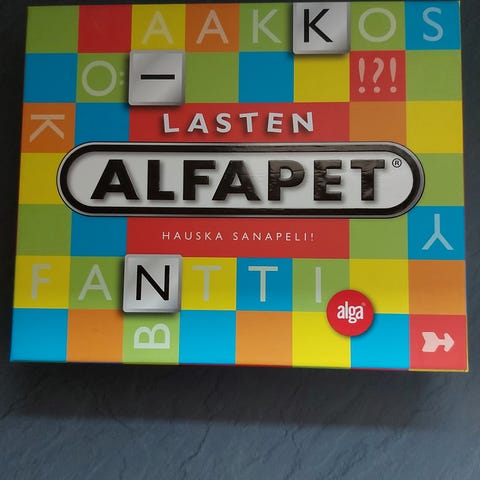 AAKKOS
Ö
I
!?!
K
LASTEN
ALFAPET®
HAUSKA SANAPELI!
Y
FANTTI
alga
B